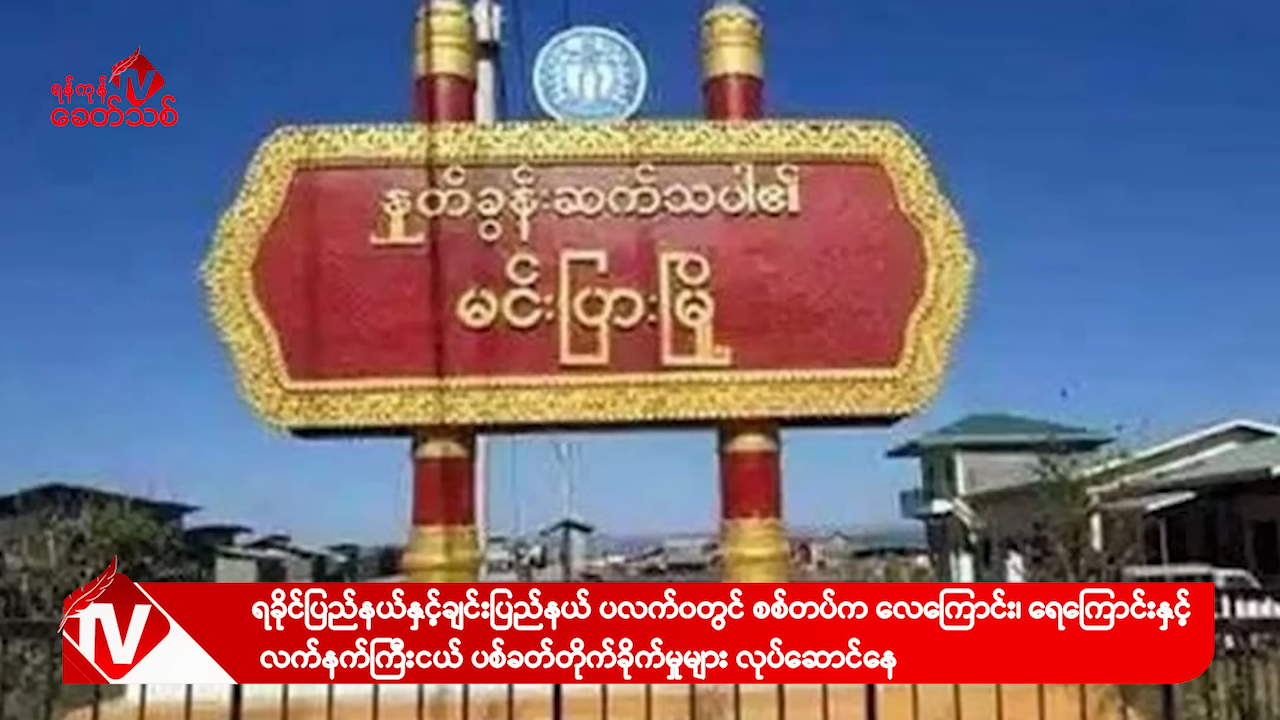 ရန်ကုန်
ခေတ်သစ်
TV
နှုတ်ခွန်းဆက်သပါ၏
မင်းပြားမြို့
ရခိုင်ပြည်နယ်နှင့်ချင်းပြည်နယ် ပလက်ဝတွင် စစ်တပ်က လေကြောင်း၊ ရေကြောင်းနှင့်
လက်နက်ကြီးငယ် ပစ်ခတ်တိုက်ခိုက်မှုများ လုပ်ဆောင်နေ
TV